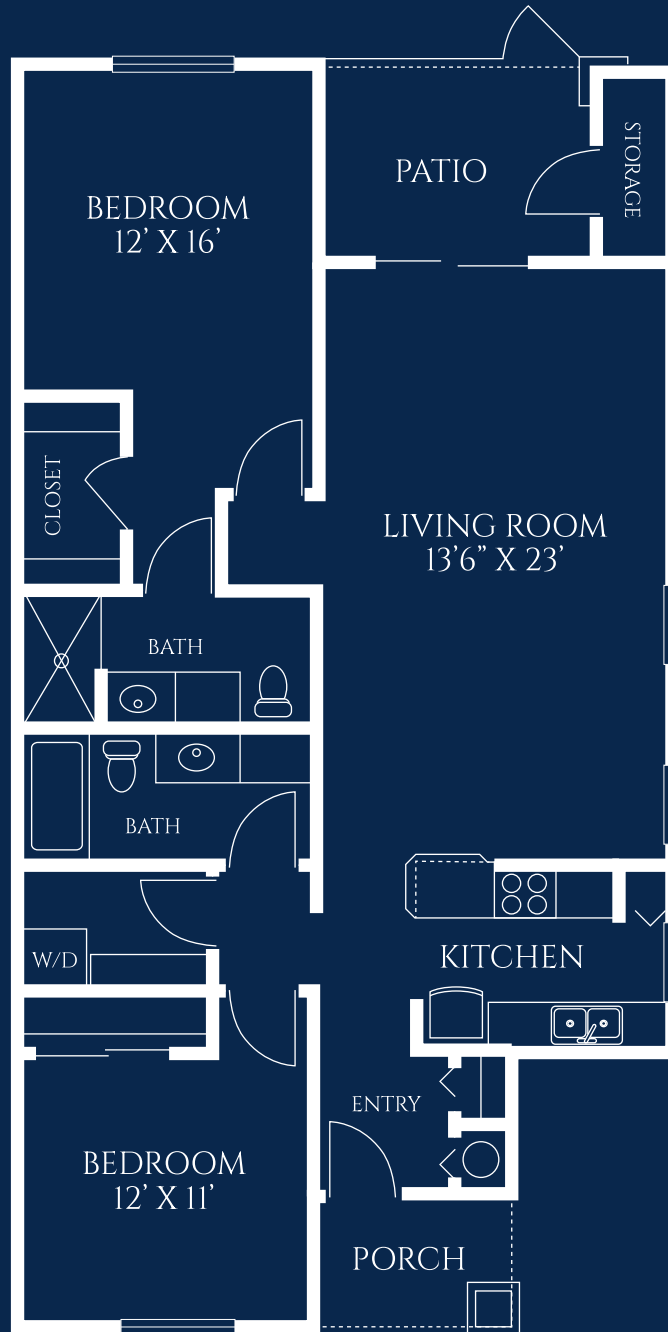 PATIO
STORAGE
BEDROOM
12’ X 16’
CLOSET
LIVING ROOM
13’6” X 23’
BATH
BATH
W/D
KITCHEN
ENTRY
BEDROOM
12’ X 11’
PORCH